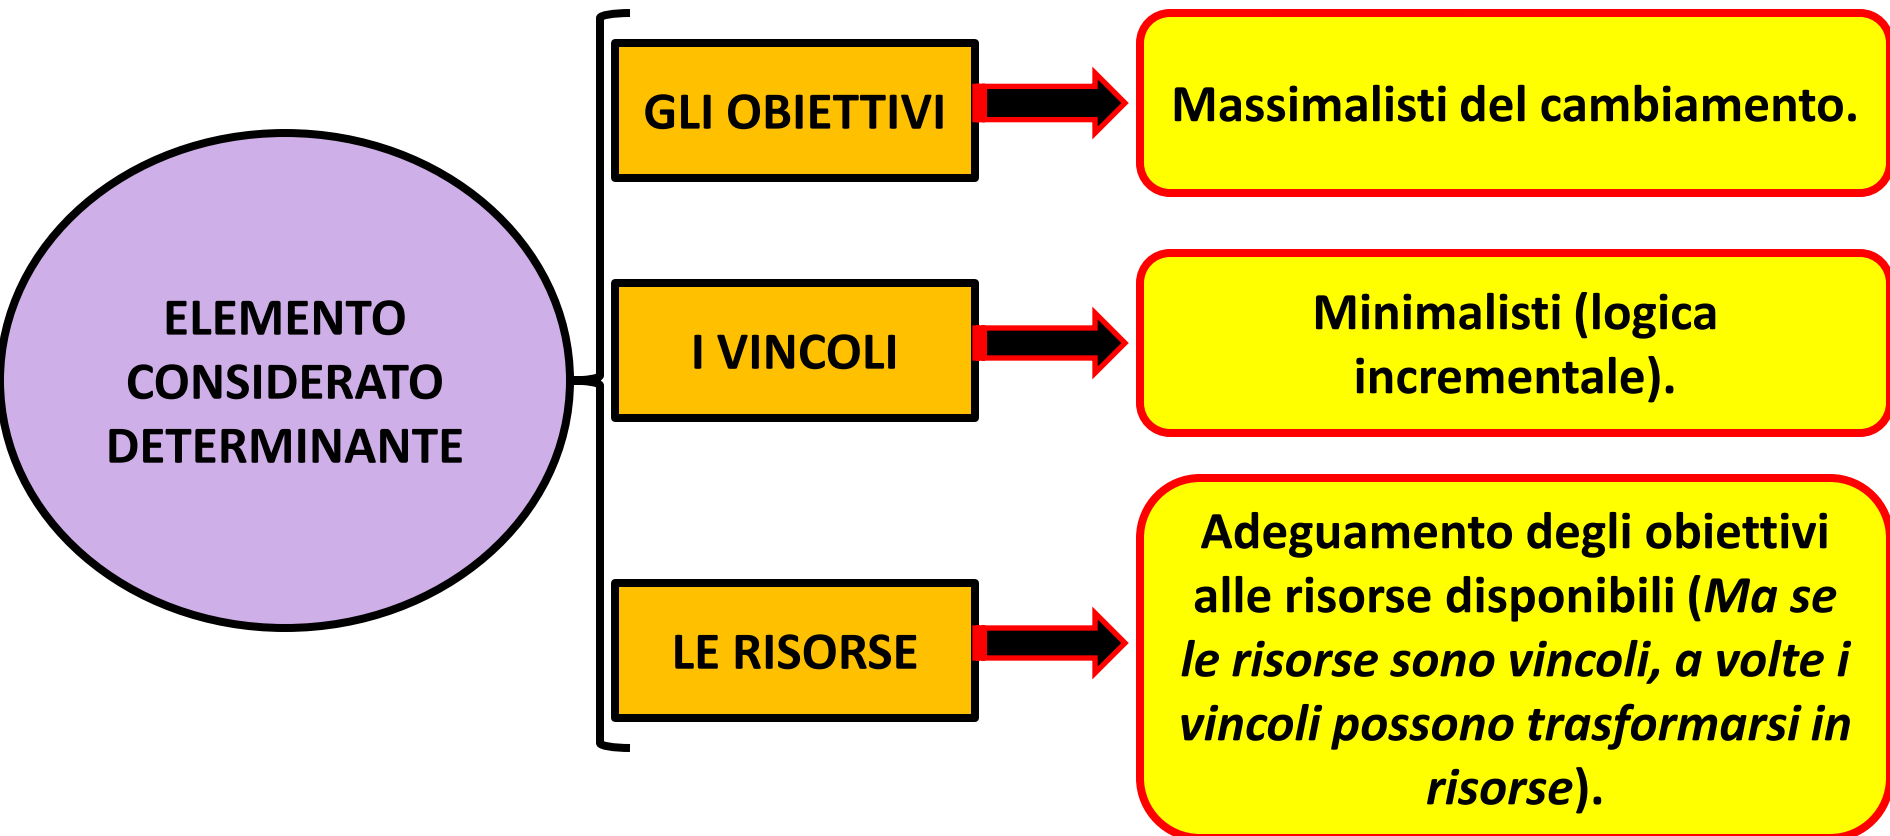 ELEMENTO
CONSIDERATO
DETERMINANTE
GLI OBIETTIVI
Massimalisti del cambiamento.
I VINCOLI
Minimalisti (logica
incrementale).
LE RISORSE
Adeguamento degli obiettivi
alle risorse disponibili (Ma se
le risorse sono vincoli, a volte i
vincoli possono trasformarsi in
risorse).